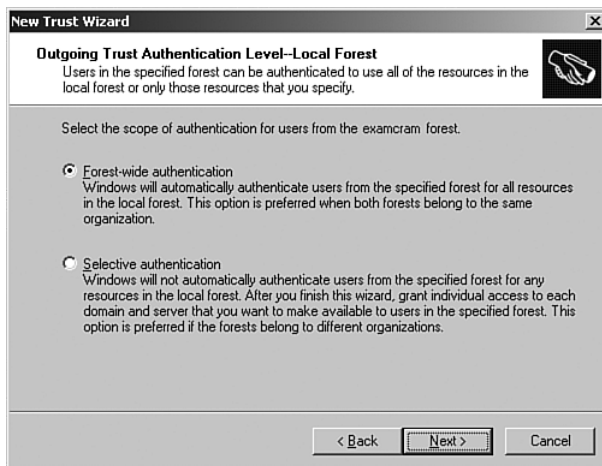 New Trust Wizard
Outgoing Trust Authentication Level--Local Forest
Users in the specified forest can be authenticated to use all of the resources in the
local forest or only those resources that you specify.
Select the scope of authentication for users from the examcram forest.
Forest-wide authentication
Windows will automatically authenticate users from the specified forest for all resources
in the local forest. This option is preferred when both forests belong to the same
organization.
Selective authentication
Windows will not automatically authenticate users from the specified forest for any
resources in the local forest. After you finish this wizard, grant individual access to each
domain and server that you want to make available to users in the specified forest. This
option is preferred if the forests belong to different organizations.
< Back Next > Cancel